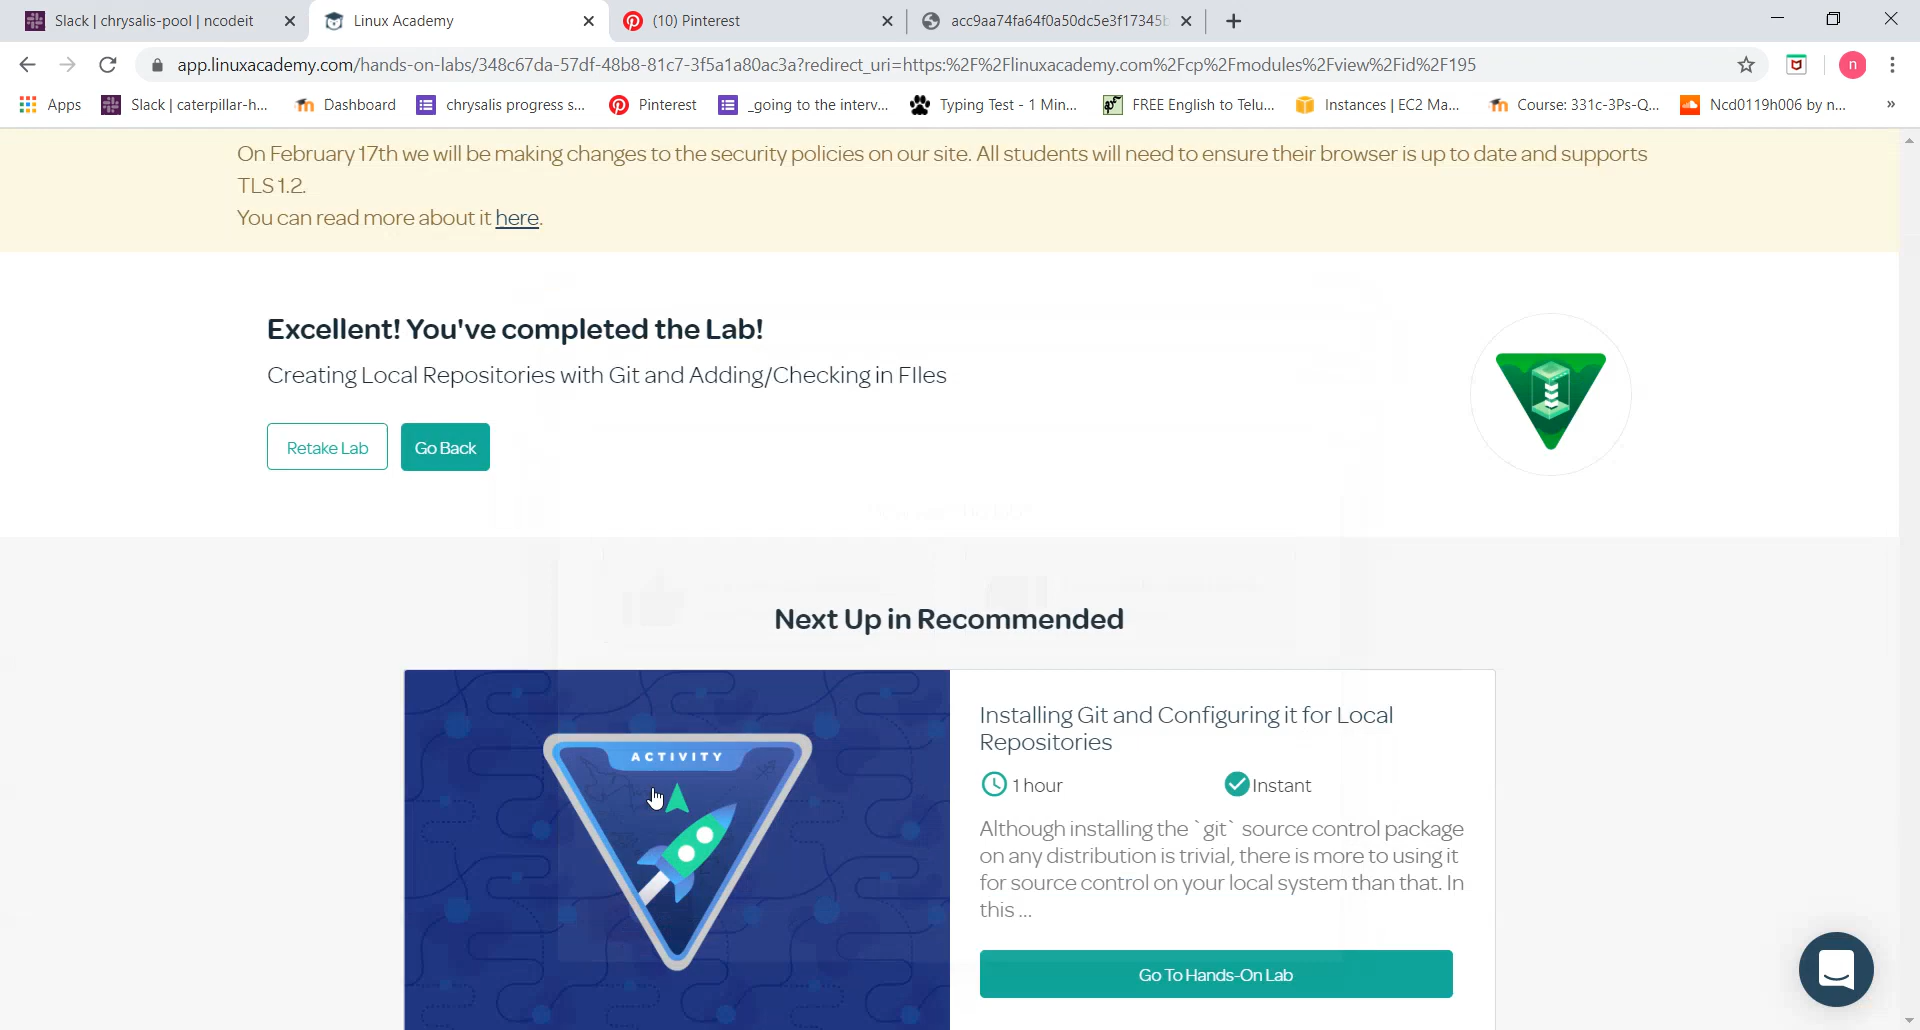 Slack | chrysalis-pool | ncodeit
Linux Academy
(10) Pinterest
acc9aa74fa64f0a50dc5e3f17345b
app.linuxacademy.com/hands-on-labs/348c67da-57df-48b8-81c7-3f5a1a80ac3a?redirect_uri=https:%2F%2Flinuxacademy.com%2Fcp%2Fmodules%2Fview%2Fid%2F195
n
Apps
Slack | caterpillar-h...
Dashboard
chrysalis progress s...
Pinterest
_going to the interv...
Typing Test - 1 Min...
FREE English to Telu...
Instances | EC2 Ma...
Course: 331c-3Ps-Q...
Ncd0119h006 by n...
»
On February 17th we will be making changes to the security policies on our site. All students will need to ensure their browser is up to date and supports
TLS 1.2.
You can read more about it here.
Excellent! You've completed the Lab!
Creating Local Repositories with Git and Adding/Checking in FIles
Retake Lab
Go Back
Next Up in Recommended
ACTIVITY
Installing Git and Configuring it for Local
Repositories
1 hour
Instant
Although installing the `git` source control package
on any distribution is trivial, there is more to using it
for source control on your local system than that. In
this ...
Go To Hands-On Lab